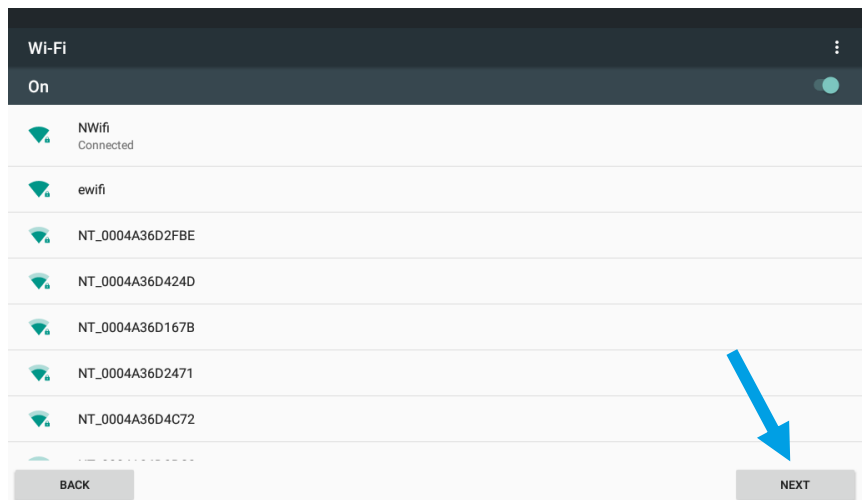 Wi-Fi
On
NWifi
Connected
ewifi
NT_0004A36D2FBE
NT_0004A36D424D
NT_0004A36D167B
NT_0004A36D2471
NT_0004A36D4C72
BACK
NEXT